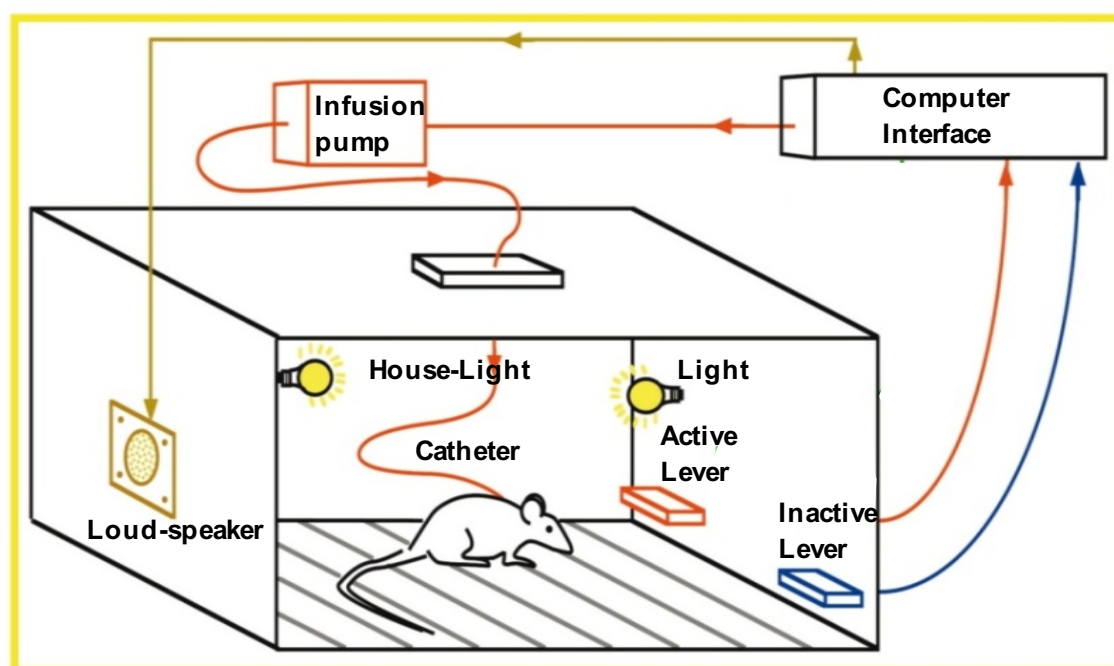 Infusion
pump
Computer
Interface
House-Light
Light
Catheter
Active
Lever
Loud-speaker
Inactive
Lever